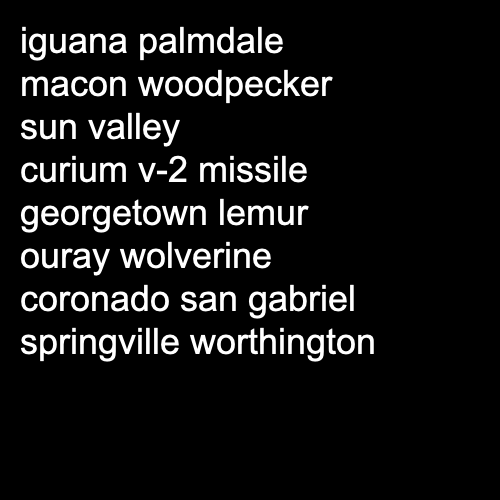 iguana palmdale
macon woodpecker
sun valley
curium v-2 missile
georgetown lemur
ouray wolverine
coronado san gabriel
springville worthington